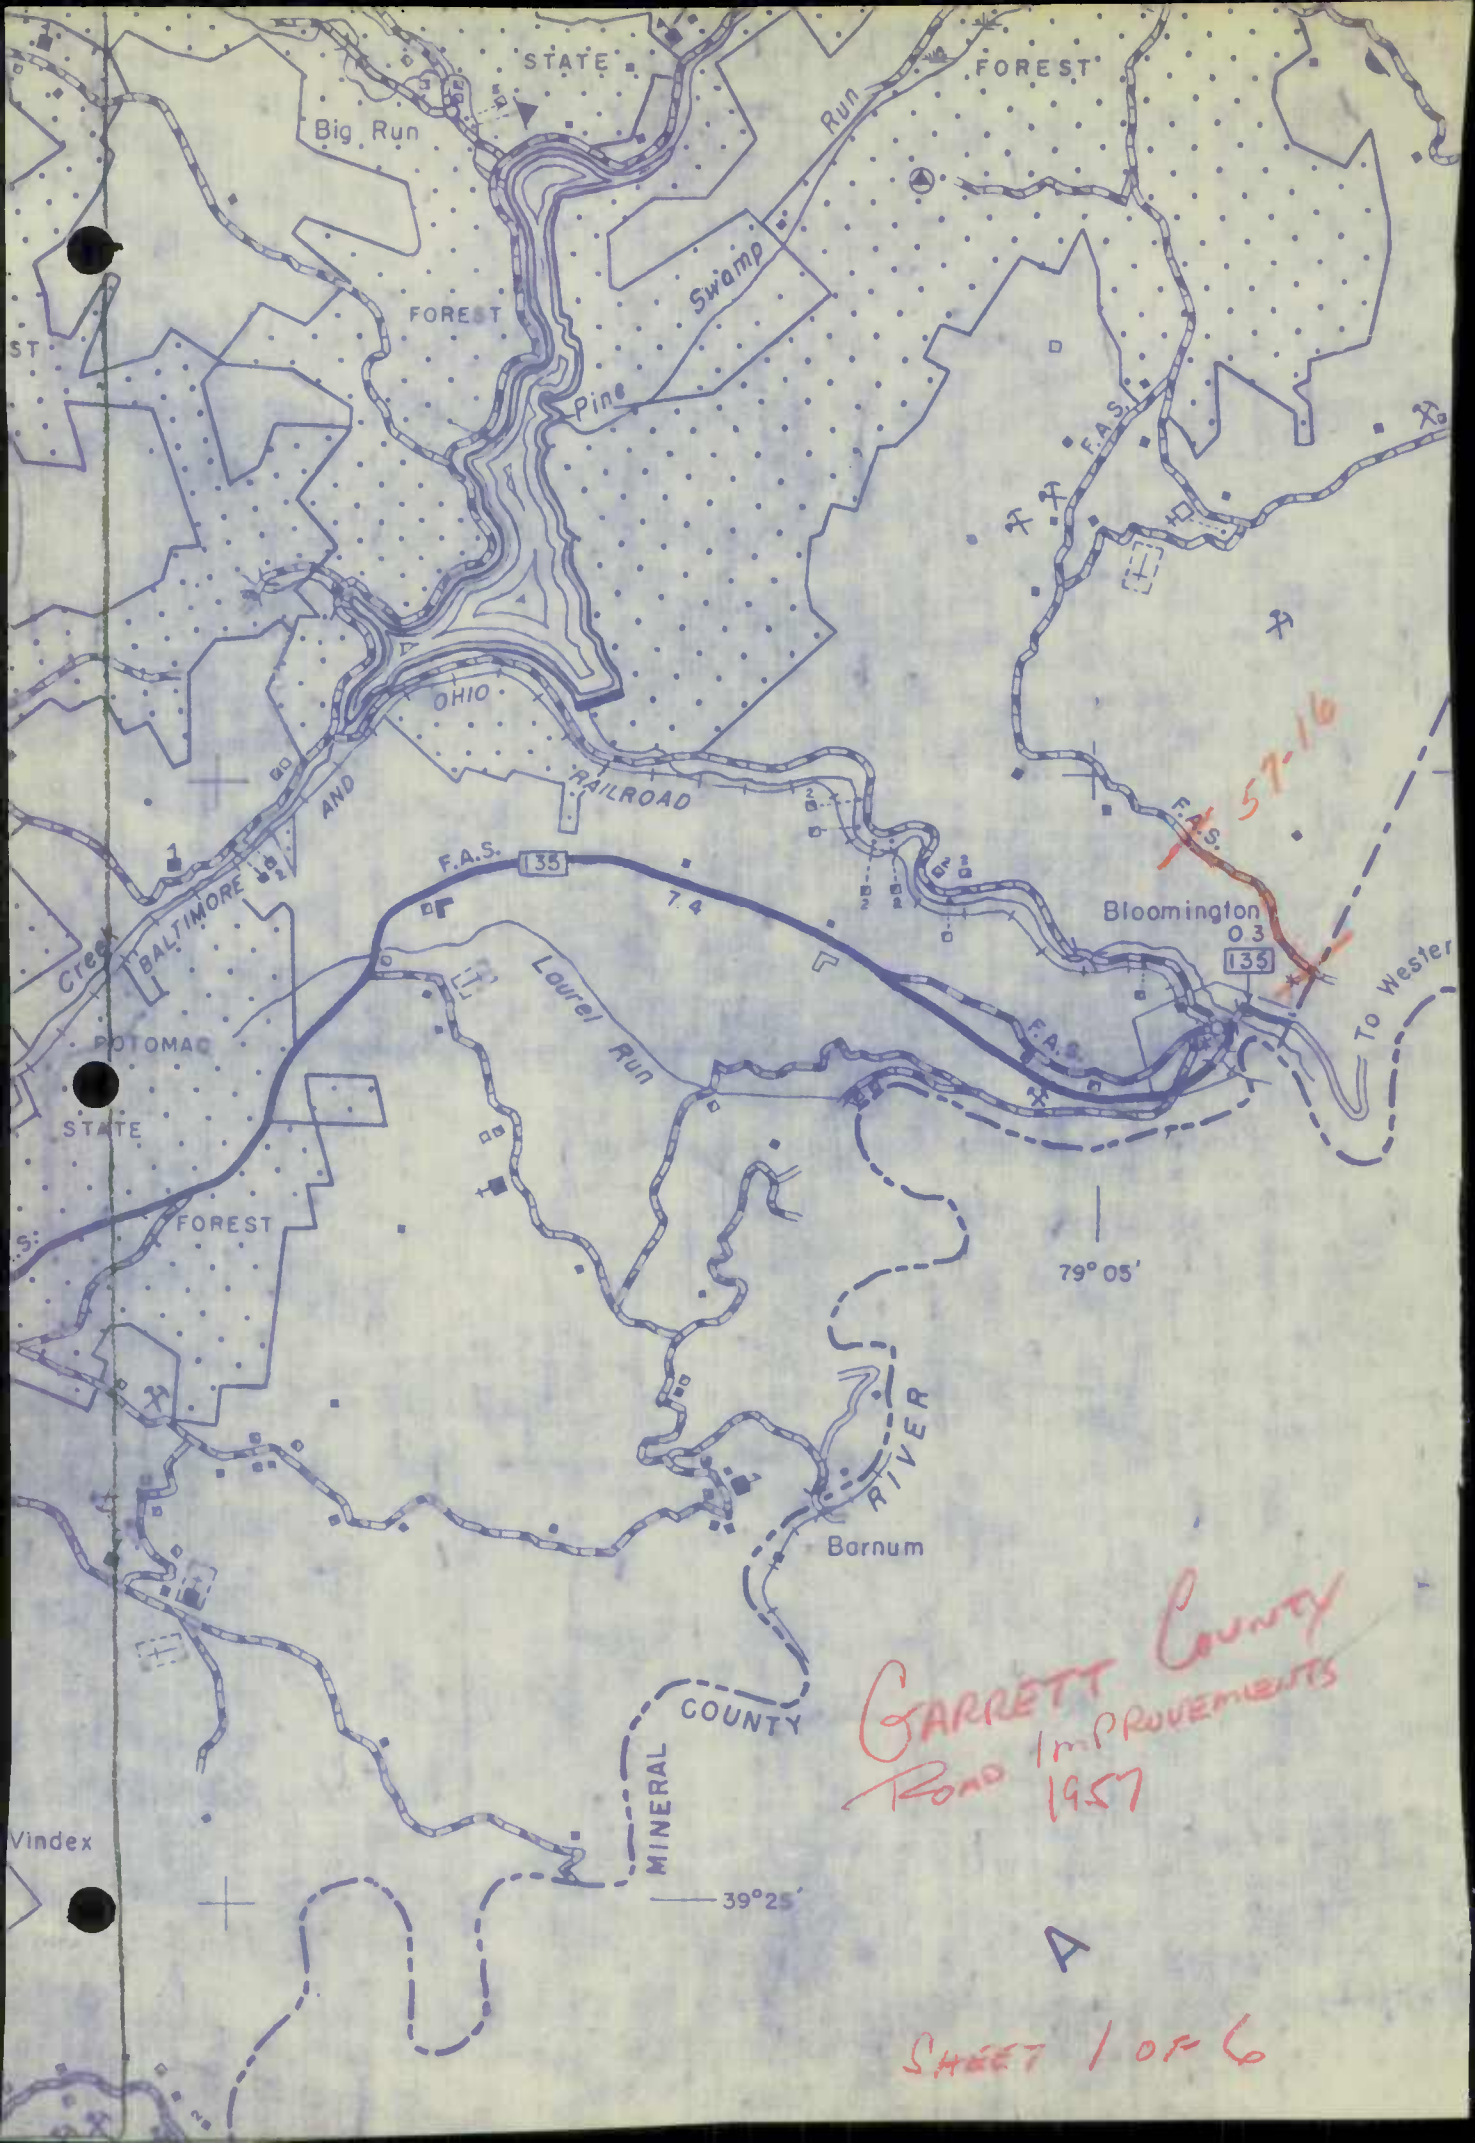 STATE
FOREST
Big Run
Run
Swamp
FOREST
ST
Pine
F.A.S.
OHIO
AND
RAILROAD
57-16
F.A.S.
F.A.S.
135
7.4
Bloomington
0.3
135
BALTIMORE
Creek
Laurel
Run
To Wester
POTOMAC
F.A.S.
STATE
FOREST
.S.
79° 05'
RIVER
Barnum
COUNTY
MINERAL
GARRETT COUNTY
ROAD IMPROVEMENTS
1957
Vindex
39° 25'
A
SHEET 1 OF 6